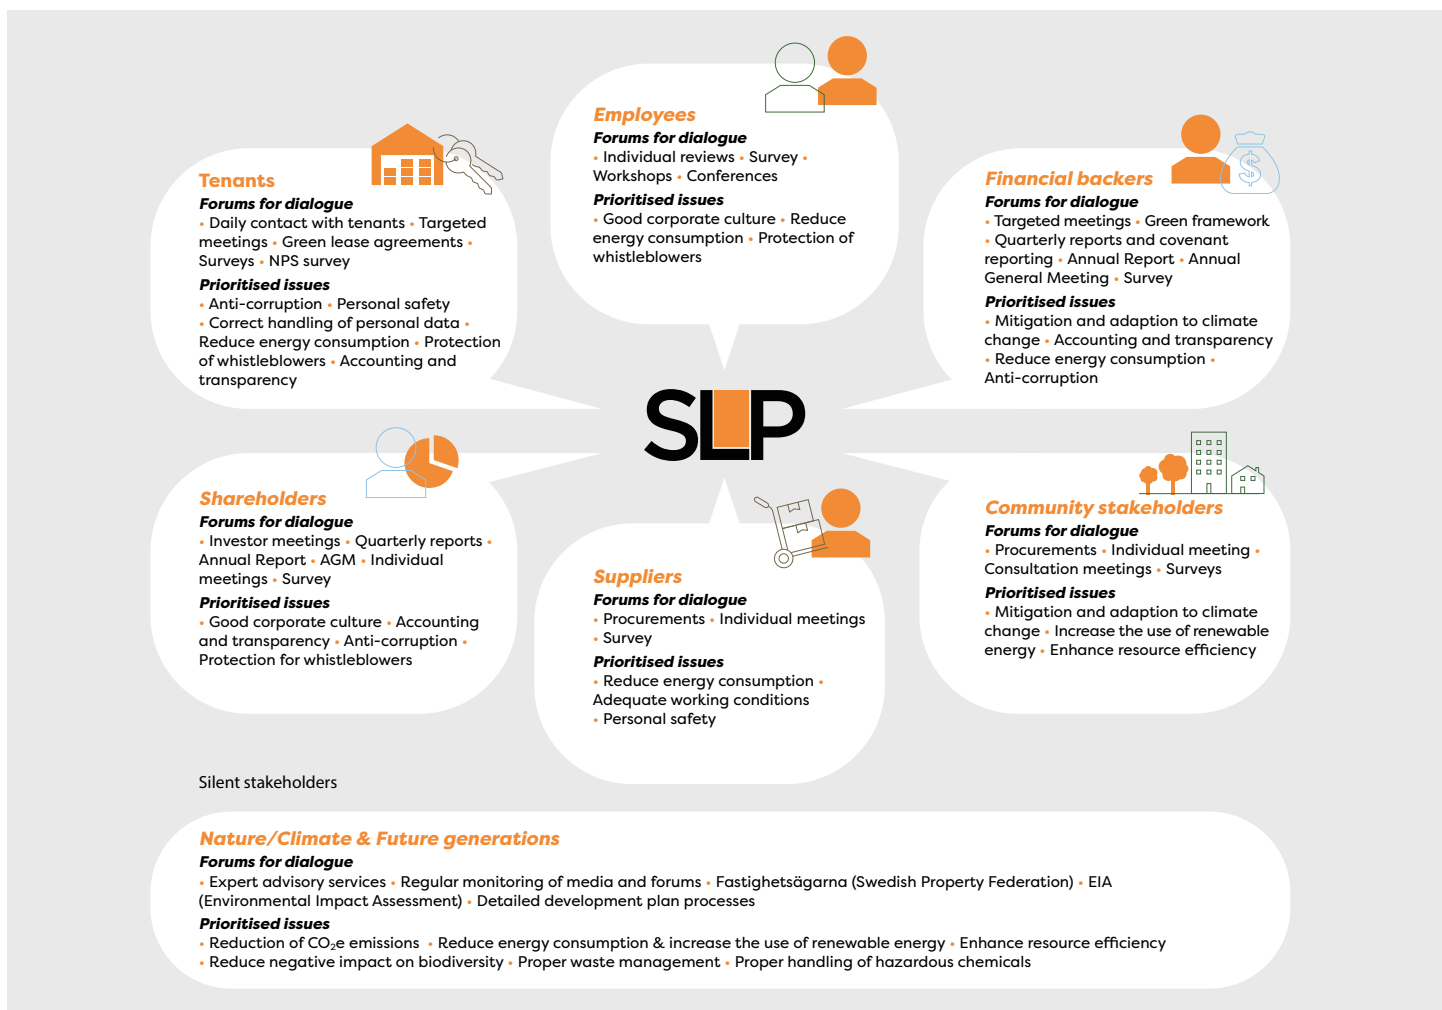 Employees
Forums for dialogue
• Individual reviews • Survey •
Workshops • Conferences
Prioritised issues
• Good corporate culture • Reduce
energy consumption • Protection of
whistleblowers
Tenants
Forums for dialogue
• Daily contact with tenants • Targeted
meetings • Green lease agreements •
Surveys • NPS survey
Prioritised issues
• Anti-corruption • Personal safety
• Correct handling of personal data •
Reduce energy consumption • Protection
of whistleblowers • Accounting and
transparency
Financial backers
Forums for dialogue
• Targeted meetings • Green framework
• Quarterly reports and covenant
reporting • Annual Report • Annual
General Meeting • Survey
Prioritised issues
• Mitigation and adaption to climate
change • Accounting and transparency
• Reduce energy consumption •
Anti-corruption
$
SLP
Shareholders
Forums for dialogue
• Investor meetings • Quarterly reports •
Annual Report • AGM • Individual
meetings • Survey
Prioritised issues
• Good corporate culture • Accounting
and transparency • Anti-corruption •
Protection for whistleblowers
Suppliers
Forums for dialogue
• Procurements • Individual meetings
• Survey
Prioritised issues
• Reduce energy consumption •
Adequate working conditions
• Personal safety
Community stakeholders
Forums for dialogue
• Procurements • Individual meeting •
Consultation meetings • Surveys
Prioritised issues
• Mitigation and adaption to climate
change • Increase the use of renewable
energy • Enhance resource efficiency
Silent stakeholders
Nature/Climate & Future generations
Forums for dialogue
• Expert advisory services • Regular monitoring of media and forums • Fastighetsägarna (Swedish Property Federation) • EIA
(Environmental Impact Assessment) • Detailed development plan processes
Prioritised issues
• Reduction of CO₂e emissions • Reduce energy consumption & increase the use of renewable energy • Enhance resource efficiency
• Reduce negative impact on biodiversity • Proper waste management • Proper handling of hazardous chemicals